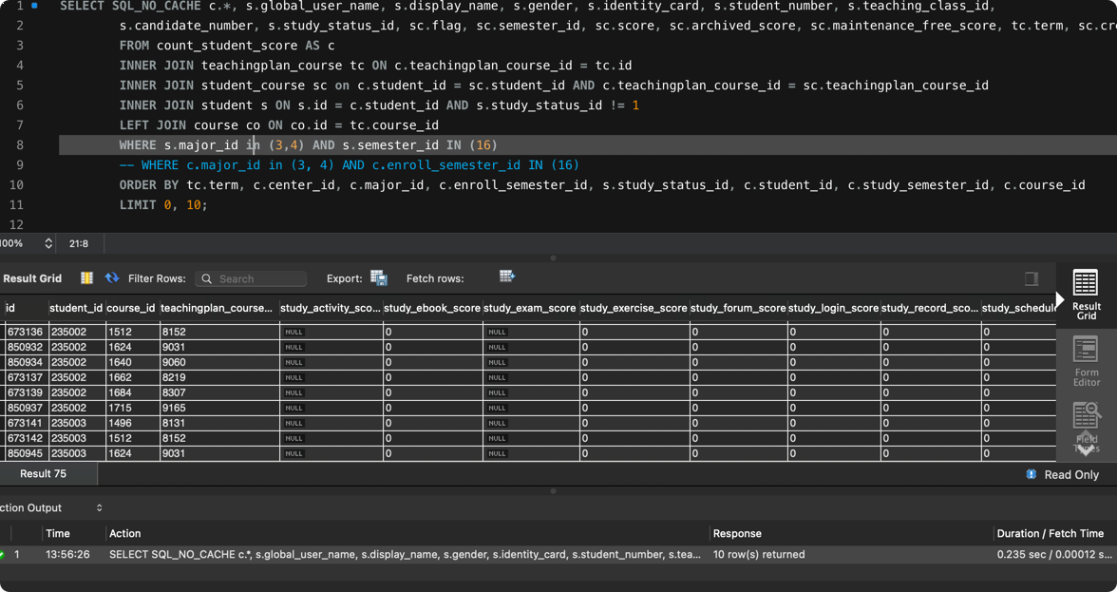 1 SELECT SQL_NO_CACHE c.*, s.global_user_name, s.display_name, s.gender, s.identity_card, s.student_number, s.teaching_class_id,
2 s.candidate_number, s.study_status_id, sc.flag, sc.semester_id, sc.score, sc.archived_score, sc.maintenance_free_score, tc.term, sc.cr
3 FROM count_student_score AS c
4 INNER JOIN teachingplan_course tc ON c.teachingplan_course_id = tc.id
5 INNER JOIN student_course sc on c.student_id = sc.student_id AND c.teachingplan_course_id = sc.teachingplan_course_id
6 INNER JOIN student s ON s.id = c.student_id AND s.study_status_id != 1
7 LEFT JOIN course co ON co.id = tc.course_id
8 WHERE s.major_id in (3,4) AND s.semester_id IN (16)
9 -- WHERE c.major_id in (3, 4) AND c.enroll_semester_id IN (16)
10 ORDER BY tc.term, c.center_id, c.major_id, c.enroll_semester_id, s.study_status_id, c.student_id, c.study_semester_id, c.course_id
11 LIMIT 0, 10;
12
100% 21:8
Result Grid Filter Rows: Search Export: Fetch rows:
id student_id course_id teachingplan_course... study_activity_sco... study_ebook_score study_exam_score study_exercise_score study_forum_score study_login_score study_record_sco... study_schedule
673136 235002 1512 8152 NULL 0 NULL 0 0 0 0 0
850932 235002 1624 9031 NULL 0 NULL 0 0 0 0 0
850934 235002 1640 9060 NULL 0 NULL 0 0 0 0 0
673137 235002 1662 8219 NULL 0 NULL 0 0 0 0 0
673139 235002 1684 8307 NULL 0 NULL 0 0 0 0 0
850937 235002 1715 9165 NULL 0 NULL 0 0 0 0 0
673141 235003 1496 8131 NULL 0 NULL 0 0 0 0 0
673142 235003 1512 8152 NULL 0 NULL 0 0 0 0 0
850945 235003 1624 9031 NULL 0 NULL 0 0 0 0 0
Result
Grid
Form
Editor
Field
Result 75 Read Only
ction Output
Time Action Response Duration / Fetch Time
1 13:56:26 SELECT SQL_NO_CACHE c.*, s.global_user_name, s.display_name, s.gender, s.identity_card, s.student_number, s.tea... 10 row(s) returned 0.235 sec / 0.00012 s...